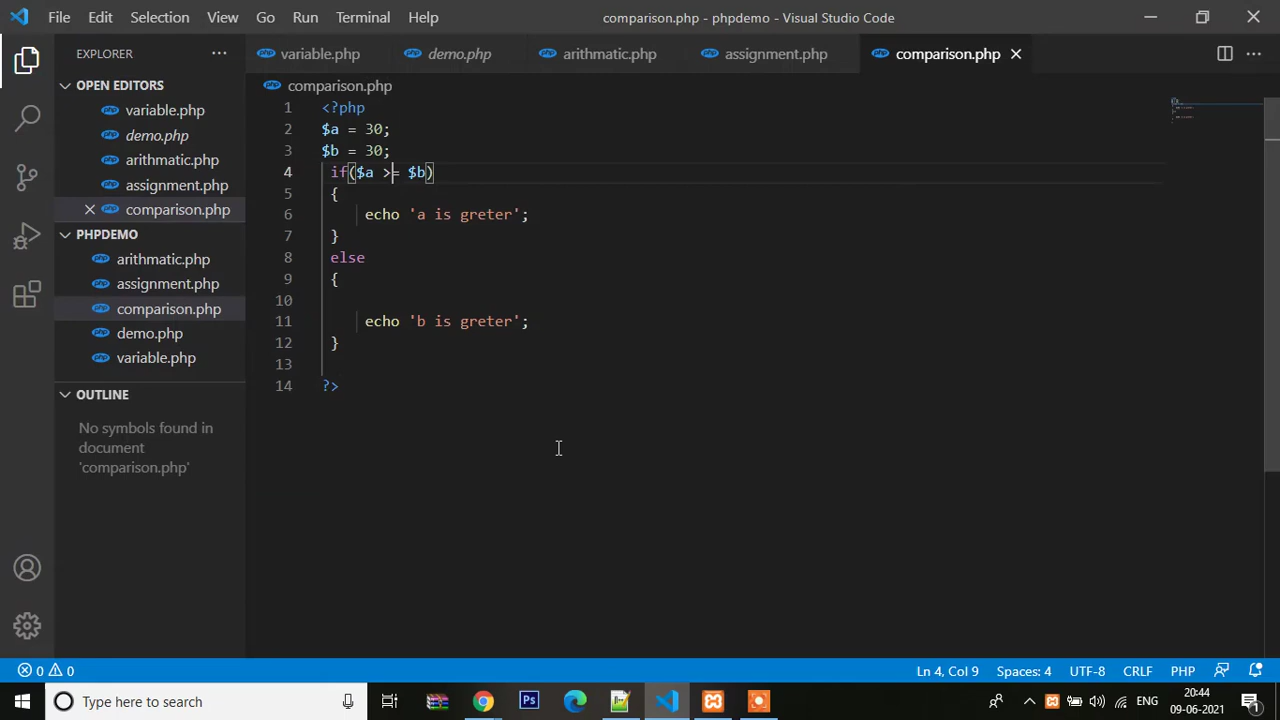 File Edit Selection View Go Run Terminal Help comparison.php - phpdemo - Visual Studio Code
EXPLORER
variable.php demo.php arithmatic.php assignment.php comparison.php
OPEN EDITORS
variable.php
demo.php
arithmatic.php
assignment.php
comparison.php
PHPDEMO
arithmatic.php
assignment.php
comparison.php
demo.php
variable.php
OUTLINE
No symbols found in
document
'comparison.php'
comparison.php
1 <?php
2 $a = 30;
3 $b = 30;
4 if($a >= $b)
5 {
6 echo 'a is greter';
7 }
8 else
9 {
10
11 echo 'b is greter';
12 }
13
14 ?>
0 0 Ln 4, Col 9 Spaces: 4 UTF-8 CRLF PHP
Type here to search
Ps
ENG
20:44
09-06-2021
1